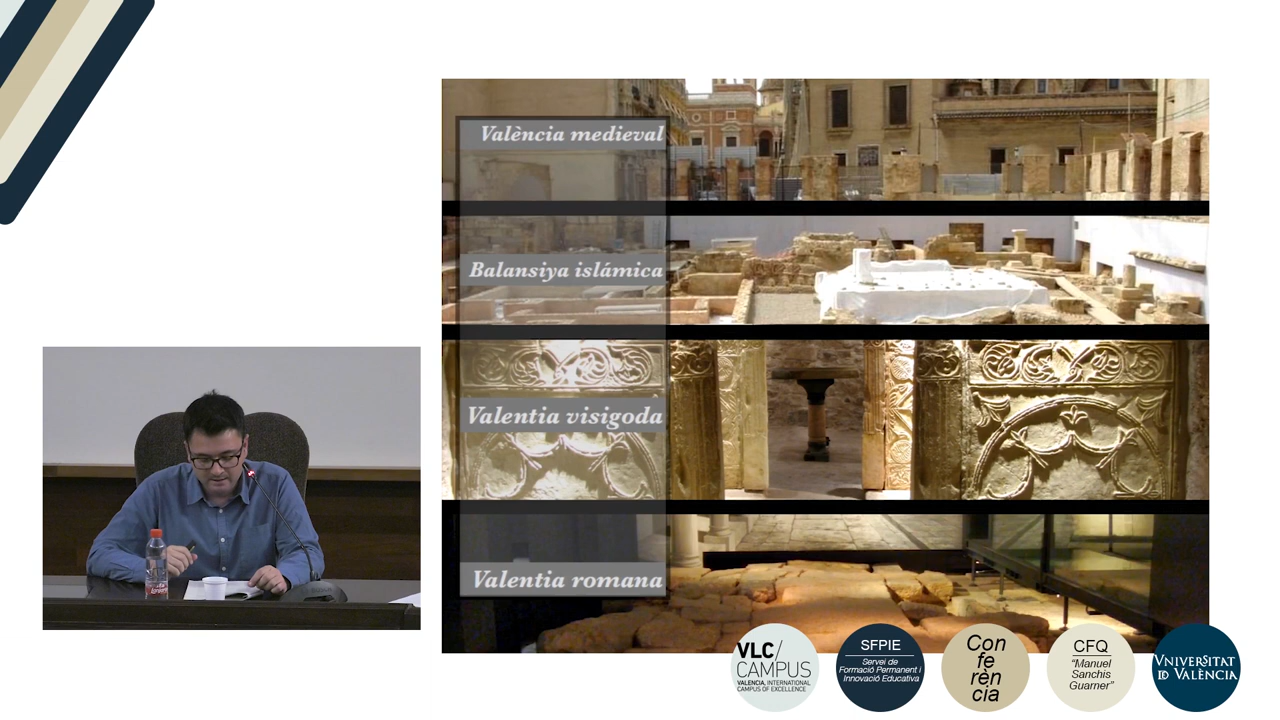 València medieval
Balansiya islámica
Valentia visigoda
Valentia romana
VLC/
CAMPUS
VALENCIA, INTERNATIONAL
CAMPUS OF EXCELLENCE
SFPIE
Servei de
Formació Permanent i
Innovació Educativa
Con
fe
rèn
cia
CFQ
“Manuel
Sanchis
Guarner”
VNIVERSITAT
ID VALÈNCIA